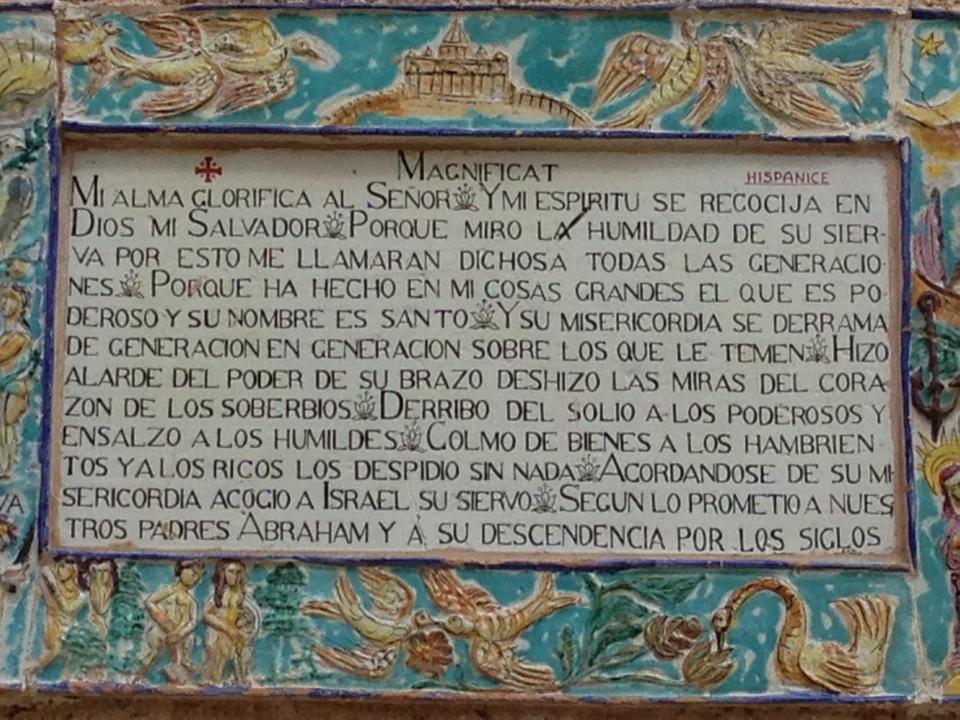 MAGNIFICAT
HISPANICE
MI ALMA GLORIFICA AL SEÑOR Y MI ESPIRITU SE REGOCIJA EN
DIOS MI SALVADOR PORQUE MIRO LA HUMILDAD DE SU SIER-
VA POR ESTO ME LLAMARAN DICHOSA TODAS LAS GENERACIO-
NES PORQUE HA HECHO EN MI COSAS GRANDES EL QUE ES PO-
DEROSO Y SU NOMBRE ES SANTO Y SU MISERICORDIA SE DERRAMA
DE GENERACION EN GENERACION SOBRE LOS QUE LE TEMEN HIZO
ALARDE DEL PODER DE SU BRAZO DESHIZO LAS MIRAS DEL CORA-
ZON DE LOS SOBERBIOS DERRIBO DEL SOLIO A LOS PODEROSOS Y
ENSALZO A LOS HUMILDES COLMO DE BIENES A LOS HAMBRIEN-
TOS Y A LOS RICOS LOS DESPIDIO SIN NADA ACORDANDOSE DE SU MI-
SERICORDIA ACOGIO A ISRAEL SU SIERVO SEGUN LO PROMETIO A NUES
TROS PADRES ABRAHAM Y A SU DESCENDENCIA POR LOS SIGLOS